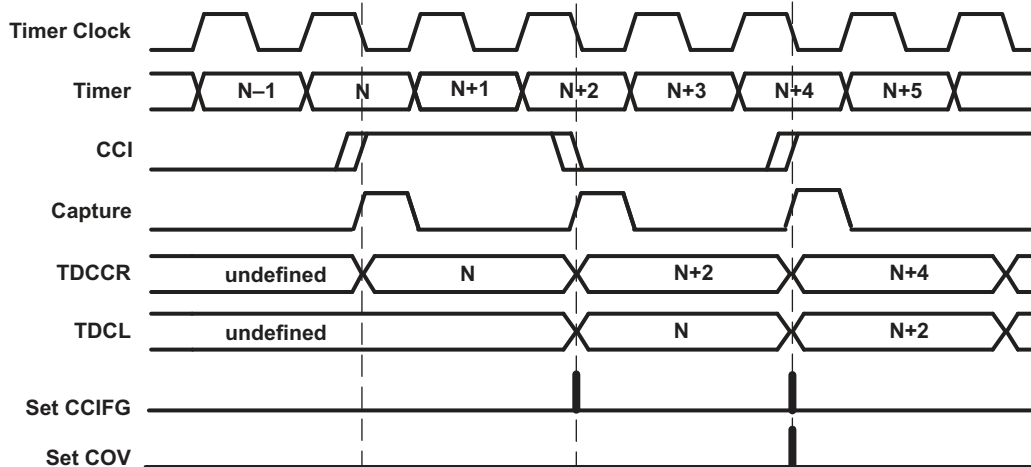 Timer Clock
Timer N–1 N N+1 N+2 N+3 N+4 N+5
CCI
Capture
TDCCR undefined N N+2 N+4
TDCL undefined N N+2
Set CCIFG
Set COV